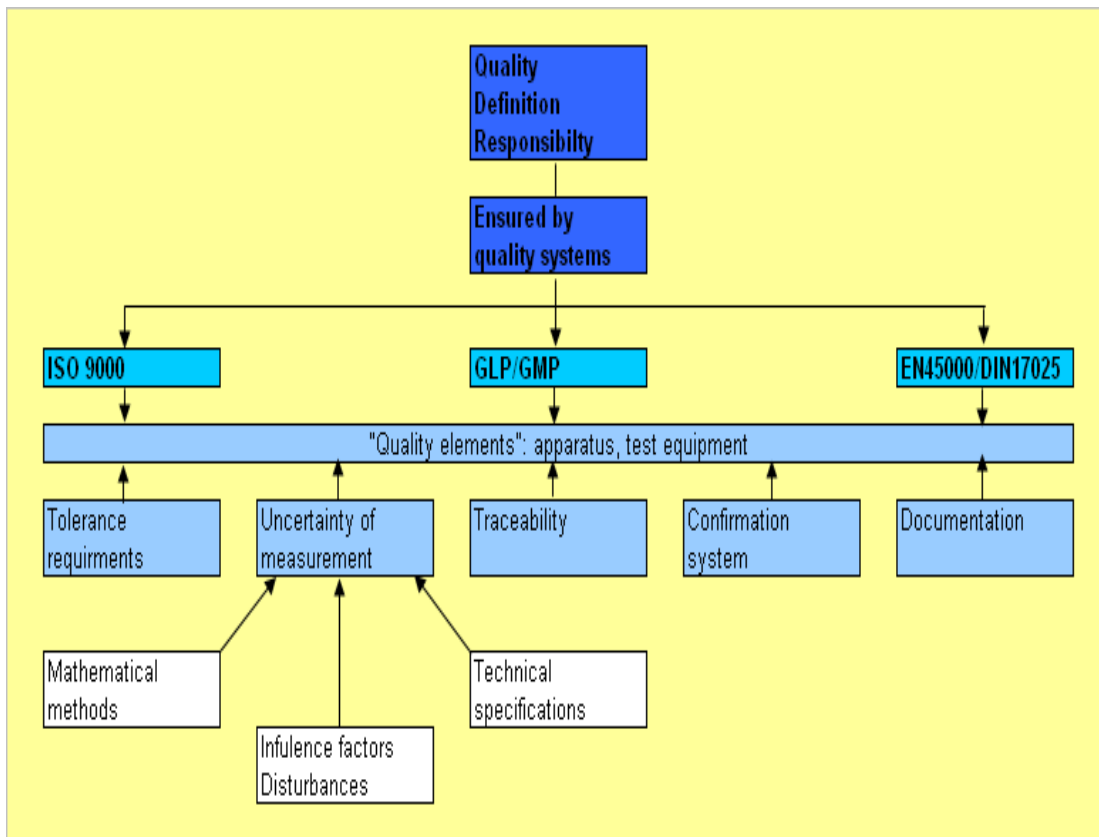 Quality
Definition
Responsibilty
Ensured by
quality systems
ISO 9000
GLP/GMP
EN45000/DIN17025
"Quality elements": apparatus, test equipment
Tolerance
requirments
Uncertainty of
measurement
Traceability
Confirmation
system
Documentation
Mathematical
methods
Technical
specifications
Infulence factors
Disturbances